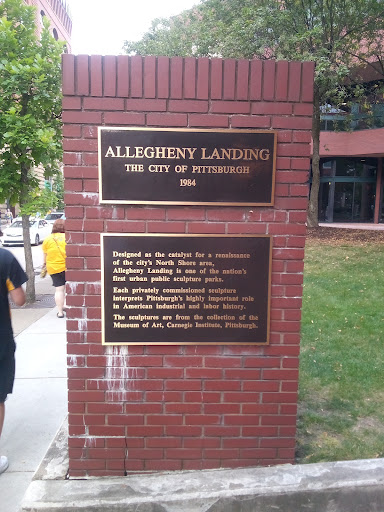 ALLEGHENY LANDING
THE CITY OF PITTSBURGH
1984
Designed as the catalyst for a renaissance
of the city's North Shore area,
Allegheny Landing is one of the nation's
first urban public sculpture parks.
Each privately commissioned sculpture
interprets Pittsburgh's highly important role
in American industrial and labor history.
The sculptures are from the collection of the
Museum of Art, Carnegie Institute, Pittsburgh.